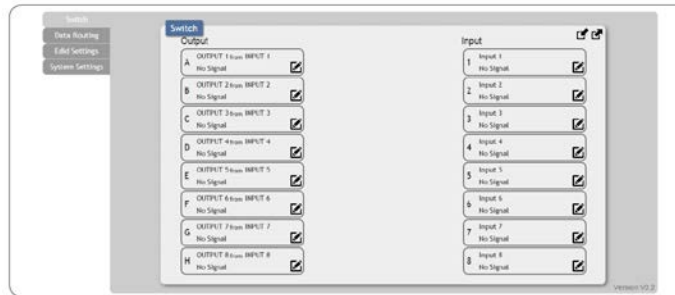 Switch
Data Routing
Edid Settings
System Settings
Switch
Output
A OUTPUT 1 from INPUT 1
No Signal
B OUTPUT 2 from INPUT 2
No Signal
C OUTPUT 3 from INPUT 3
No Signal
D OUTPUT 4 from INPUT 4
No Signal
E OUTPUT 5 from INPUT 5
No Signal
F OUTPUT 6 from INPUT 6
No Signal
G OUTPUT 7 from INPUT 7
No Signal
H OUTPUT 8 from INPUT 8
No Signal
Input
1 Input 1
No Signal
2 Input 2
No Signal
3 Input 3
No Signal
4 Input 4
No Signal
5 Input 5
No Signal
6 Input 6
No Signal
7 Input 7
No Signal
8 Input 8
No Signal
Version V0.2